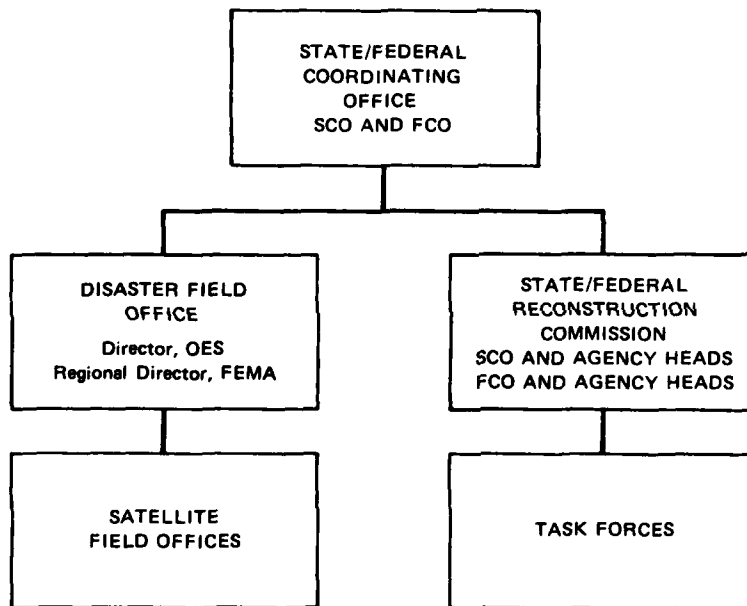 STATE/FEDERAL
COORDINATING
OFFICE
SCO AND FCO
DISASTER FIELD
OFFICE
Director, OES
Regional Director, FEMA
STATE/FEDERAL
RECONSTRUCTION
COMMISSION
SCO AND AGENCY HEADS
FCO AND AGENCY HEADS
SATELLITE
FIELD OFFICES
TASK FORCES